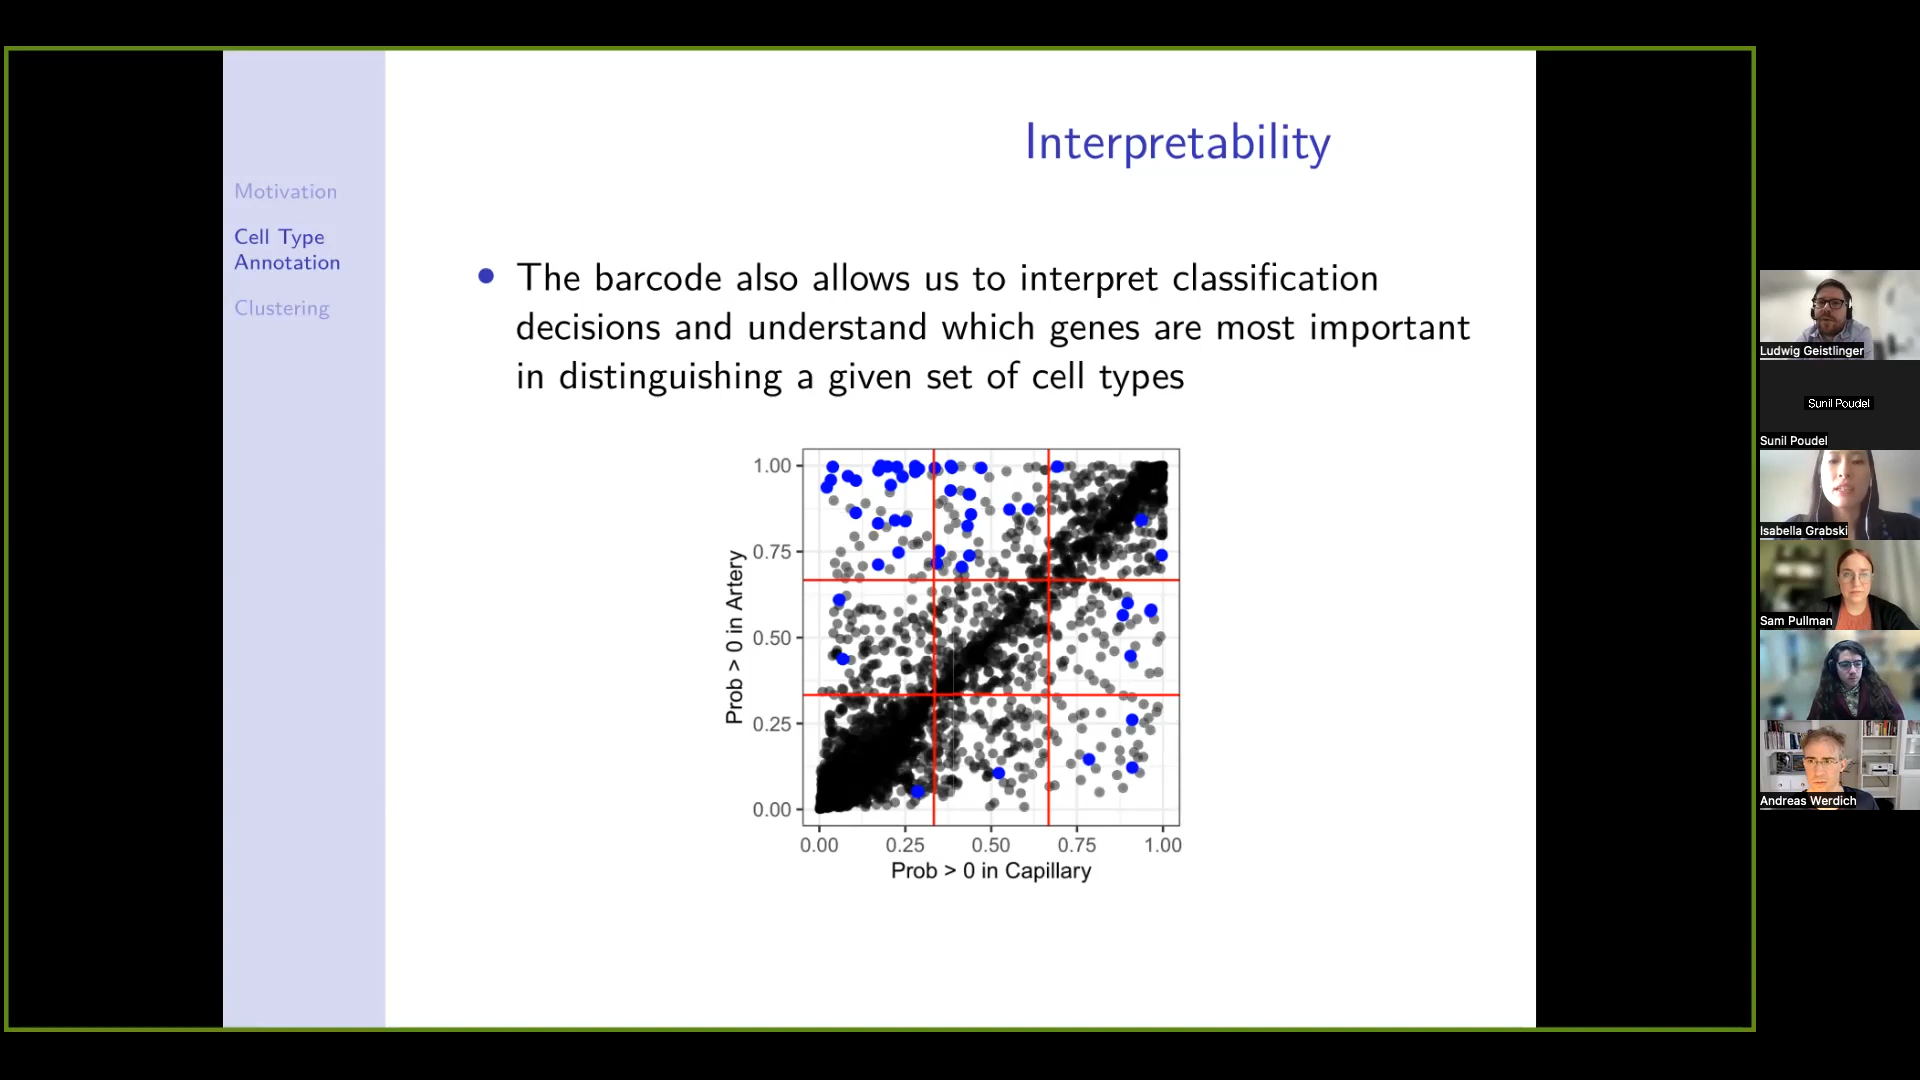 Interpretability
Motivation
Cell Type
Annotation
Clustering
• The barcode also allows us to interpret classification
decisions and understand which genes are most important
in distinguishing a given set of cell types
1.00
0.75
0.50
0.25
0.00
Prob > 0 in Artery
0.00 0.25 0.50 0.75 1.00
Prob > 0 in Capillary
Ludwig Geistlinger
Sunil Poudel
Sunil Poudel
Isabella Grabski
Sam Pullman
Andreas Werdich